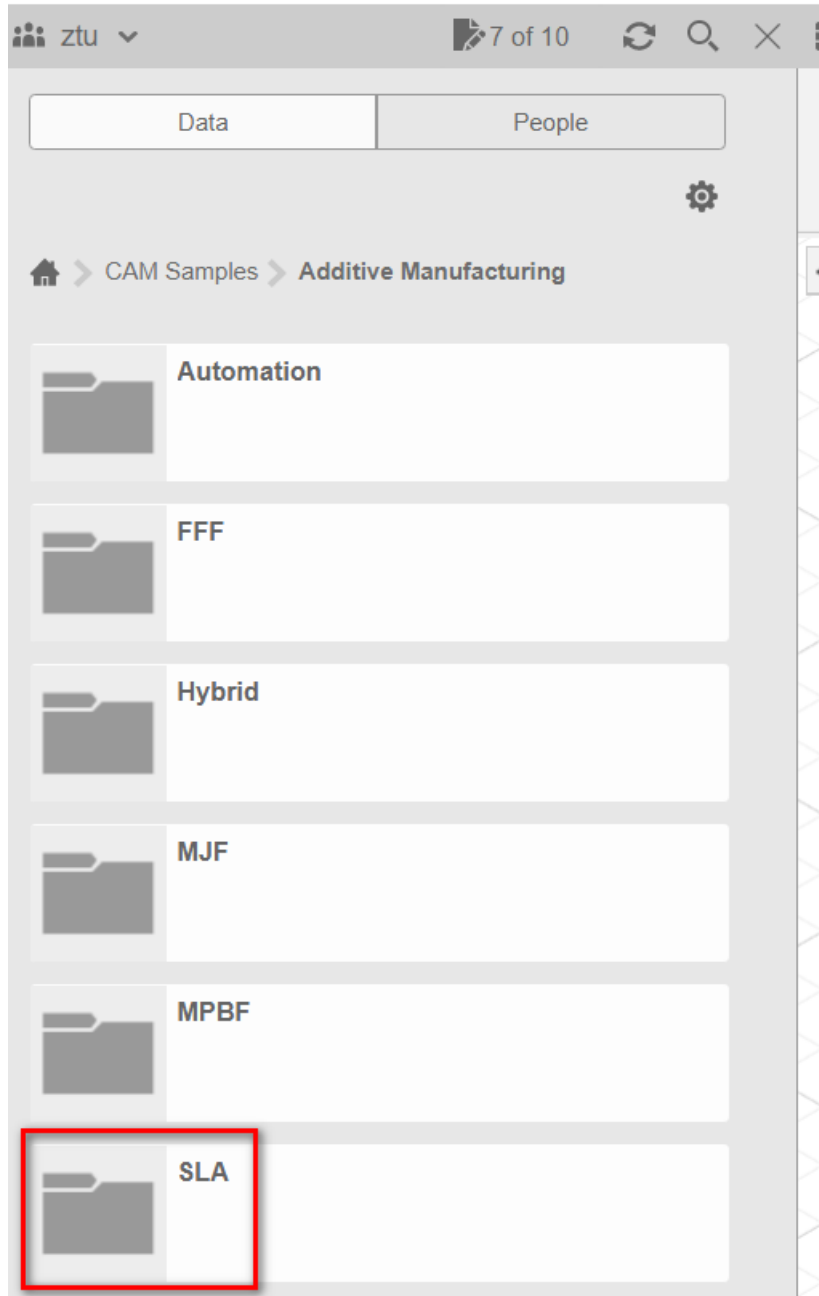 ztu
7 of 10
Data
People
CAM Samples
Additive Manufacturing
Automation
FFF
Hybrid
MJF
MPBF
SLA